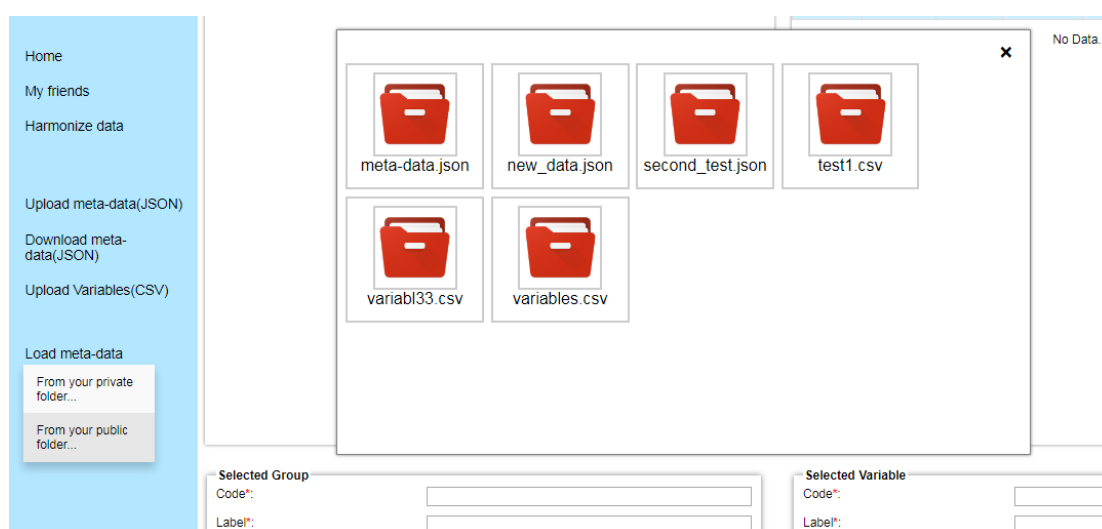 Home
My friends
Harmonize data
Upload meta-data(JSON)
Download meta-
data(JSON)
Upload Variables(CSV)
Load meta-data
From your private
folder...
From your public
folder...
No Data.
×
meta-data.json new_data.json second_test.json test1.csv
variabl33.csv variables.csv
Selected Group
Code*:
Label*:
Selected Variable
Code*:
Label*: